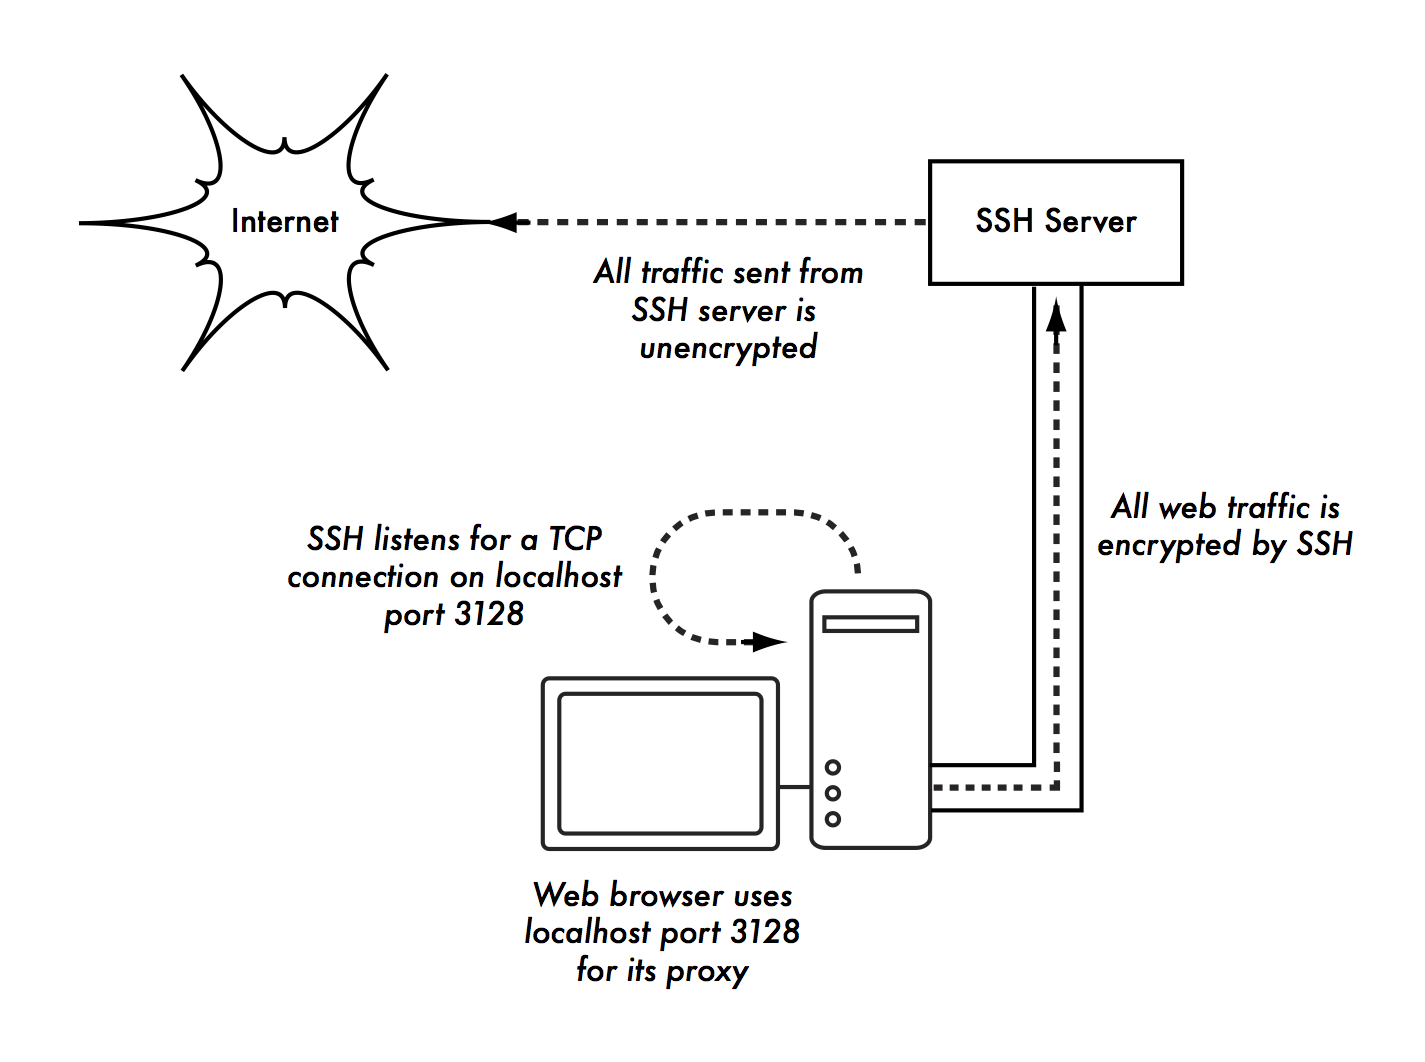 Internet
SSH Server
All traffic sent from
SSH server is
unencrypted
All web traffic is
encrypted by SSH
SSH listens for a TCP
connection on localhost
port 3128
Web browser uses
localhost port 3128
for its proxy